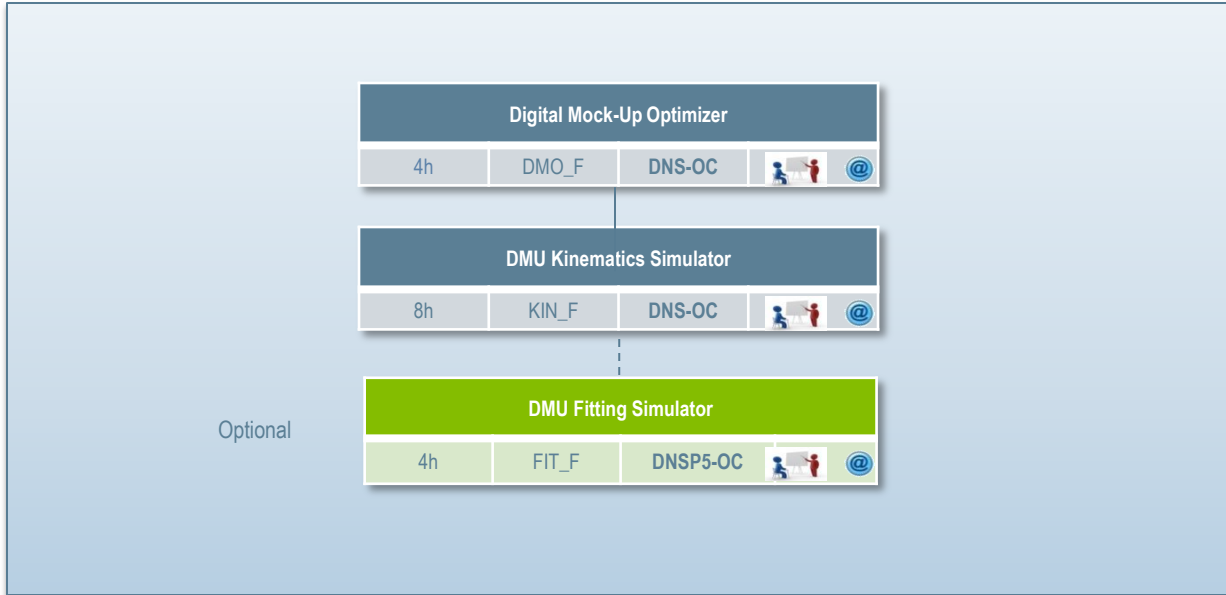 Digital Mock-Up Optimizer
4h DMO_F DNS-OC @
DMU Kinematics Simulator
8h KIN_F DNS-OC @
DMU Fitting Simulator
Optional
4h FIT_F DNSP5-OC @